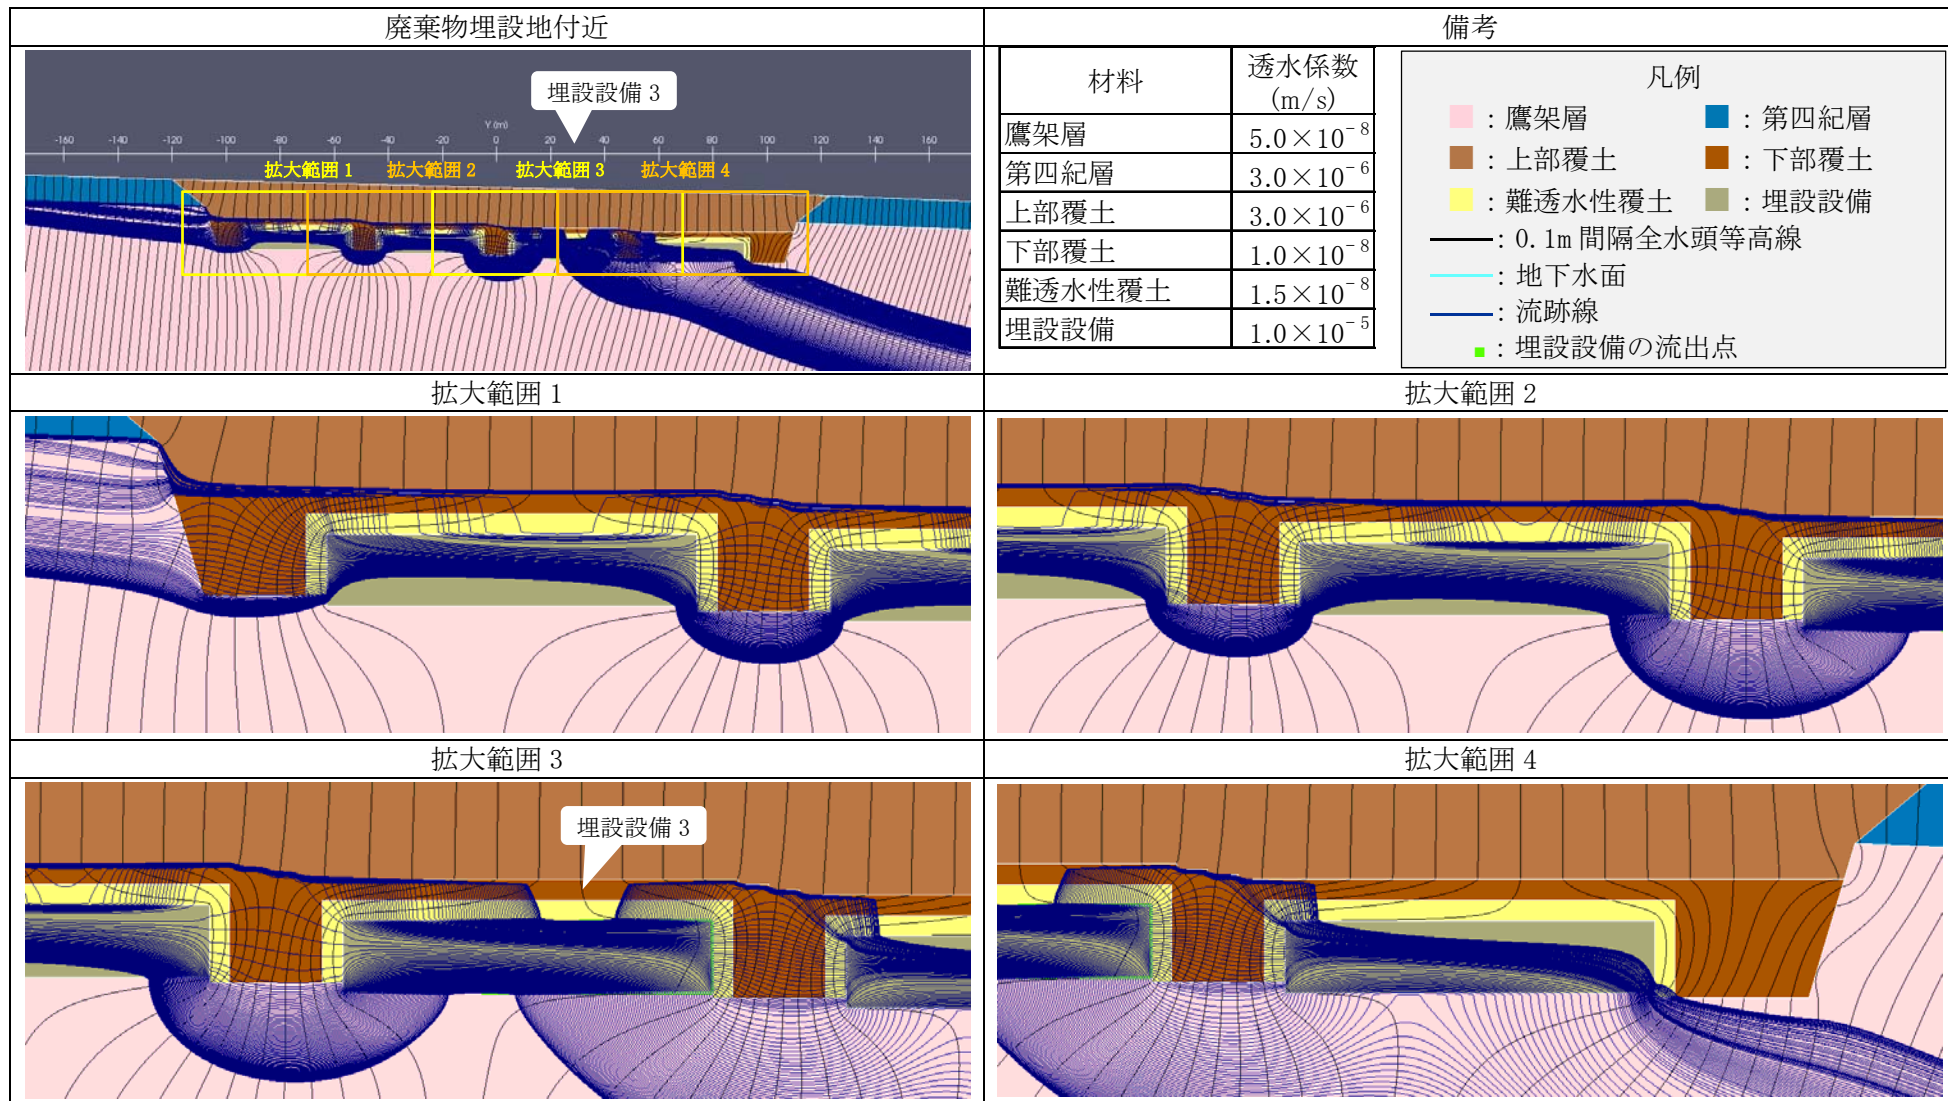 廃棄物埋設地付近
備考
埋設設備 3
Y (m)
-160 -140 -120 -100 -80 -60 -40 -20 0 20 40 60 80 100 120 140 160
拡大範囲 1 拡大範囲 2 拡大範囲 3 拡大範囲 4
材料 透水係数 (m/s)
鷹架層 5.0×10⁻⁸
第四紀層 3.0×10⁻⁶
上部覆土 3.0×10⁻⁶
下部覆土 1.0×10⁻⁸
難透水性覆土 1.5×10⁻⁸
埋設設備 1.0×10⁻⁵
凡例
：鷹架層 ：第四紀層
：上部覆土 ：下部覆土
：難透水性覆土 ：埋設設備
：0.1m 間隔全水頭等高線
：地下水面
：流跡線
：埋設設備の流出点
拡大範囲 1
拡大範囲 2
拡大範囲 3
拡大範囲 4
埋設設備 3